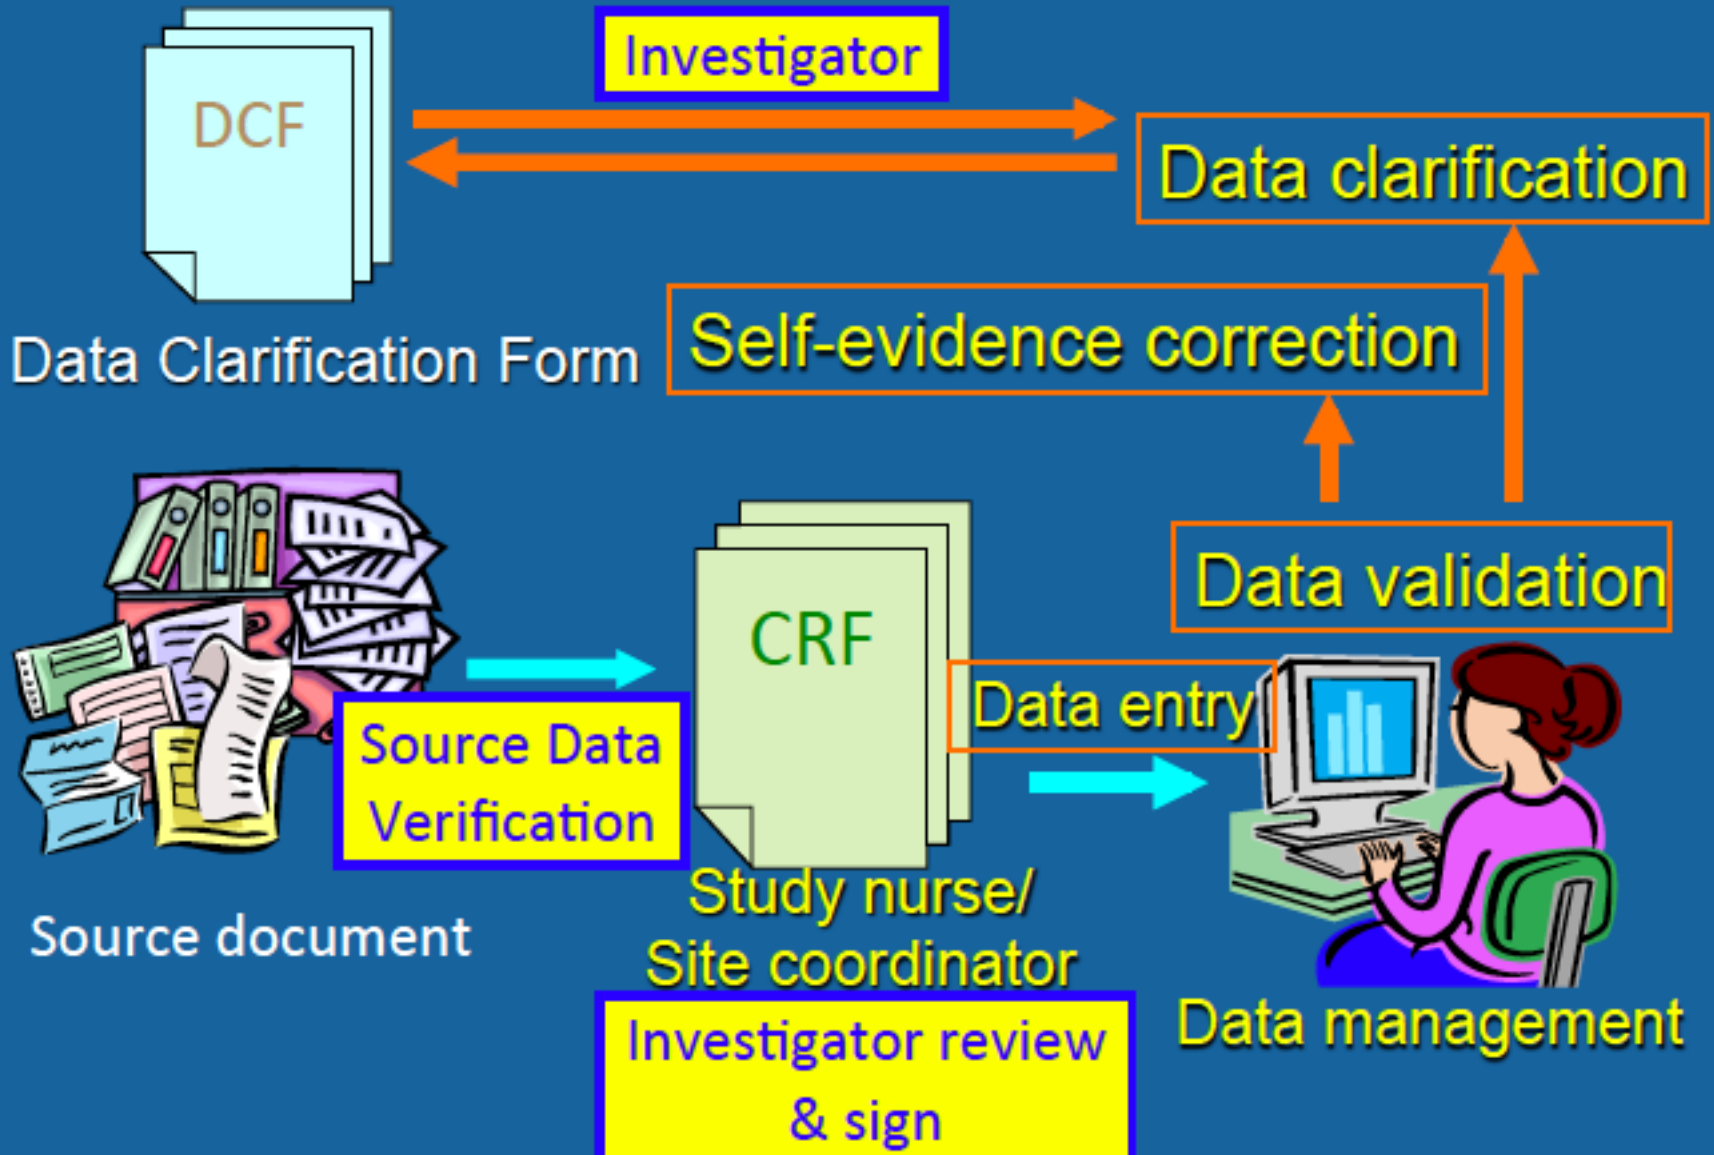 Investigator
DCF
Data clarification
Self-evidence correction
Data Clarification Form
Data validation
CRF
Data entry
Source Data
Verification
Study nurse/
Site coordinator
Source document
Data management
Investigator review
& sign